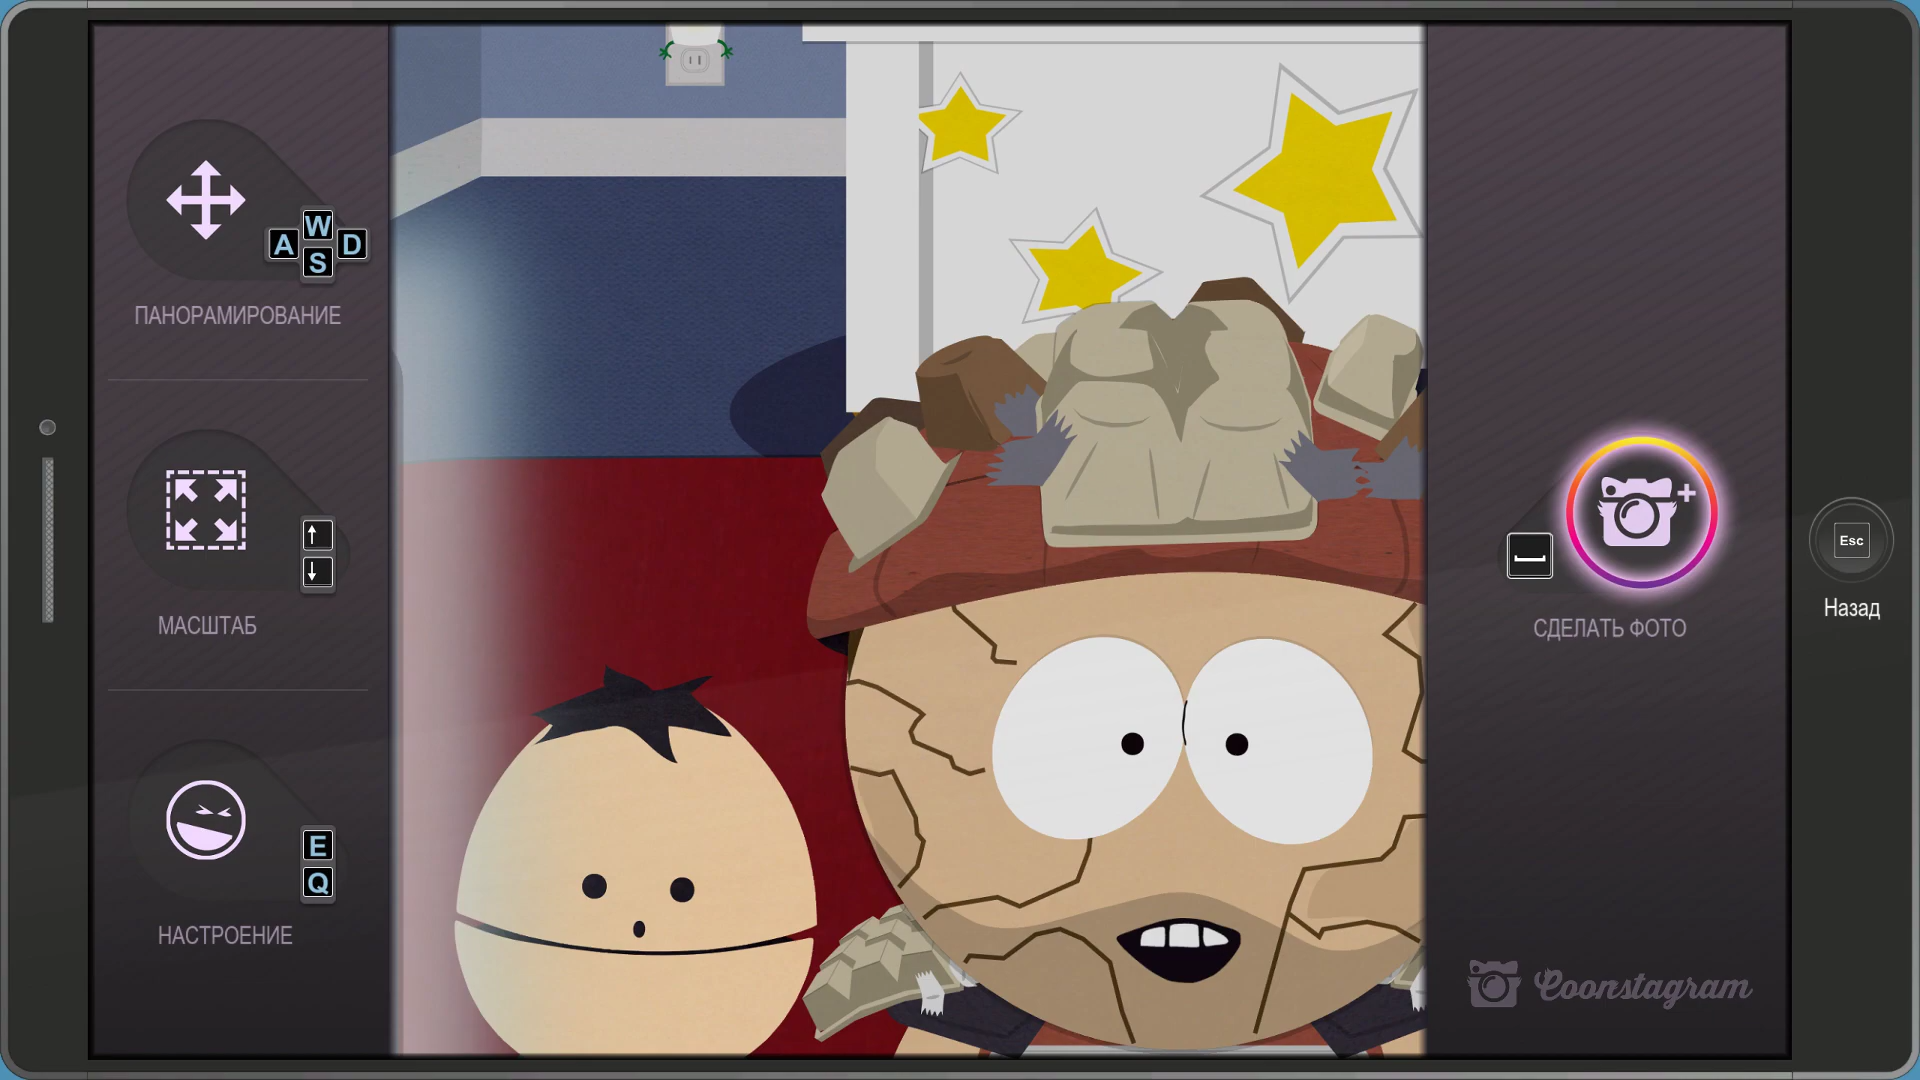 W
A S D
ПАНОРАМИРОВАНИЕ
↑
↓
МАСШТАБ
E
Q
НАСТРОЕНИЕ
СДЕЛАТЬ ФОТО
Esc
Назад
Coonstagram